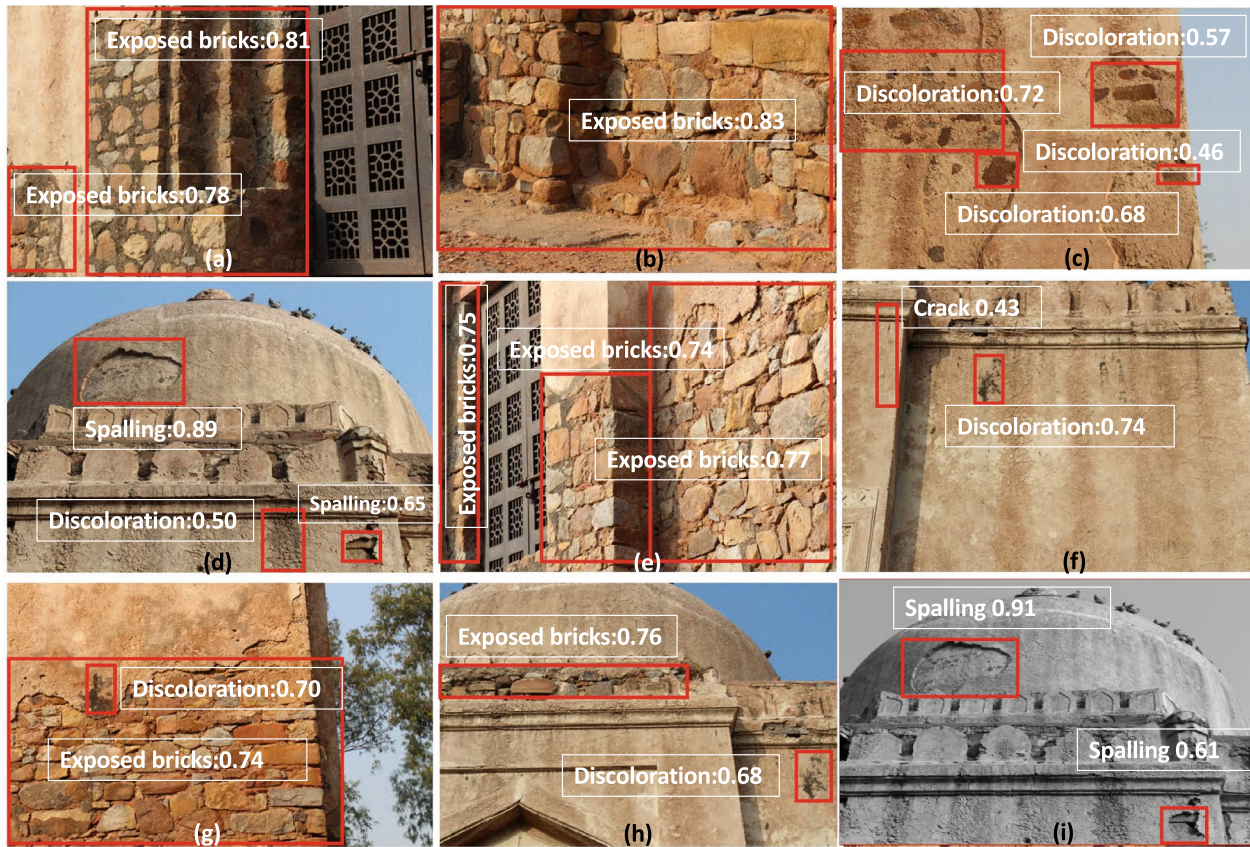 Exposed bricks:0.81
Exposed bricks:0.78
(a)
Exposed bricks:0.83
(b)
Discoloration:0.57
Discoloration:0.72
Discoloration:0.46
Discoloration:0.68
(c)
Spalling:0.89
Spalling:0.65
Discoloration:0.50
(d)
Exposed bricks:0.75
Exposed bricks:0.74
Exposed bricks:0.77
(e)
Crack 0.43
Discoloration:0.74
(f)
Discoloration:0.70
Exposed bricks:0.74
(g)
Exposed bricks:0.76
Discoloration:0.68
(h)
Spalling 0.91
Spalling 0.61
(i)